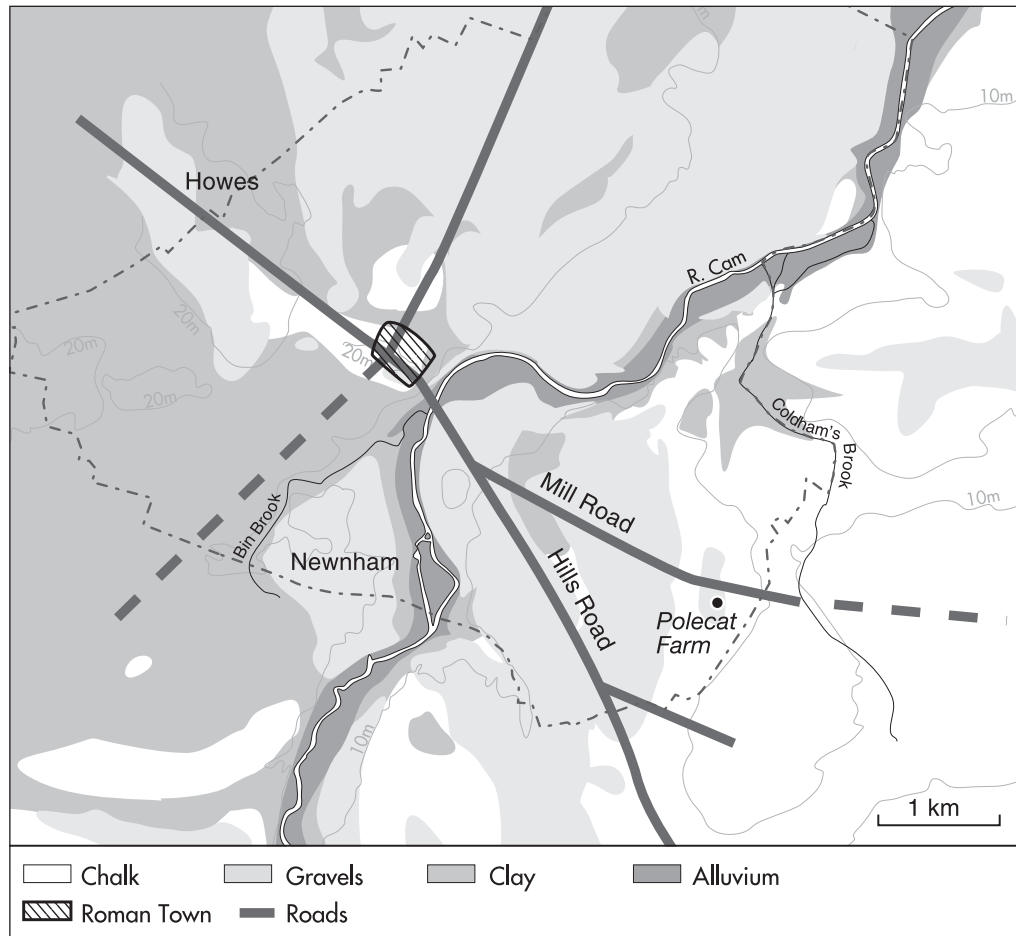 10m
Howes
R. Cam
20m
20m
20m
20m
Coldham's
Brook
10m
Mill Road
Bin Brook
Newnham
Hills Road
Polecat
Farm
10m
1 km
Chalk
Gravels
Clay
Alluvium
Roman Town
Roads